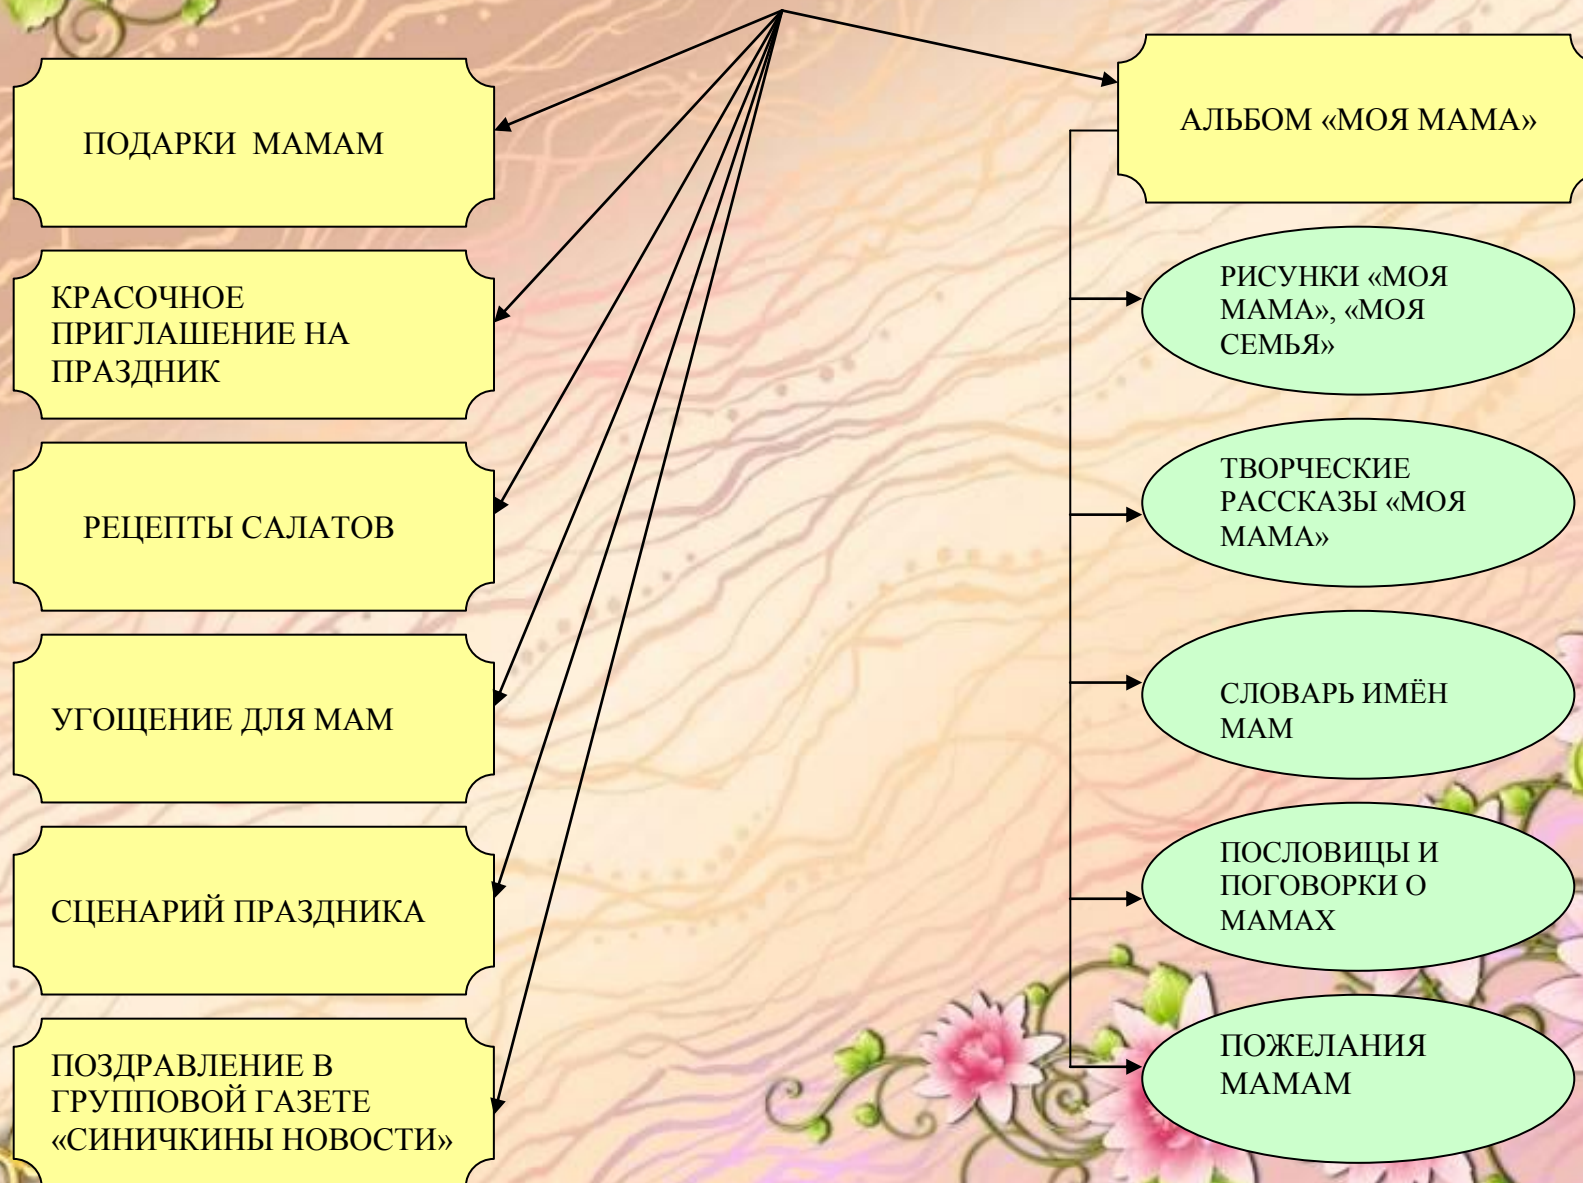 ПОДАРКИ МАМАМ
КРАСОЧНОЕ
ПРИГЛАШЕНИЕ НА
ПРАЗДНИК
РЕЦЕПТЫ САЛАТОВ
УГОЩЕНИЕ ДЛЯ МАМ
СЦЕНАРИЙ ПРАЗДНИКА
ПОЗДРАВЛЕНИЕ В
ГРУППОВОЙ ГАЗЕТЕ
«СИНИЧКИНЫ НОВОСТИ»
АЛЬБОМ «МОЯ МАМА»
РИСУНКИ «МОЯ
МАМА», «МОЯ
СЕМЬЯ»
ТВОРЧЕСКИЕ
РАССКАЗЫ «МОЯ
МАМА»
СЛОВАРЬ ИМЁН
МАМ
ПОСЛОВИЦЫ И
ПОГОВОРКИ О
МАМАХ
ПОЖЕЛАНИЯ
МАМАМ